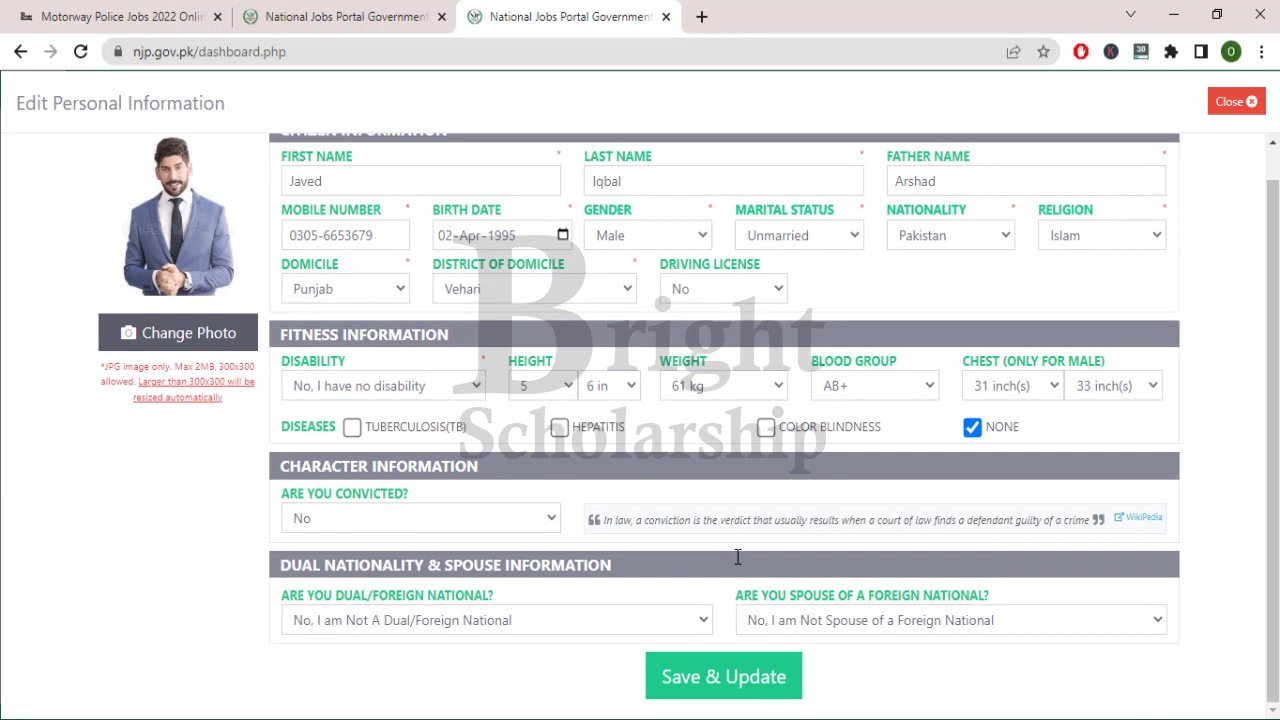 Motorway Police Jobs 2022 Onlin
National Jobs Portal Government
National Jobs Portal Government
njp.gov.pk/dashboard.php
30
K
O
Edit Personal Information
Close
CITIZEN INFORMATION
FIRST NAME * LAST NAME * FATHER NAME *
Javed Iqbal Arshad
MOBILE NUMBER * BIRTH DATE * GENDER * MARITAL STATUS * NATIONALITY * RELIGION *
0305-6653679 02-Apr-1995 Male Unmarried Pakistan Islam
DOMICILE * DISTRICT OF DOMICILE * DRIVING LICENSE
Punjab Vehari No
Change Photo
*JPG image only. Max 2MB, 300x300
allowed. Larger than 300x300 will be
resized automatically
FITNESS INFORMATION
DISABILITY * HEIGHT WEIGHT BLOOD GROUP CHEST (ONLY FOR MALE)
No, I have no disability 5 6 in 61 kg AB+ 31 inch(s) 33 inch(s)
DISEASES TUBERCULOSIS(TB) HEPATITIS COLOR BLINDNESS NONE
Bright
Scholarship
CHARACTER INFORMATION
ARE YOU CONVICTED?
No In law, a conviction is the verdict that usually results when a court of law finds a defendant guilty of a crime WikiPedia
DUAL NATIONALITY & SPOUSE INFORMATION
ARE YOU DUAL/FOREIGN NATIONAL? ARE YOU SPOUSE OF A FOREIGN NATIONAL?
No, I am Not A Dual/Foreign National No, I am Not Spouse of a Foreign National
Save & Update